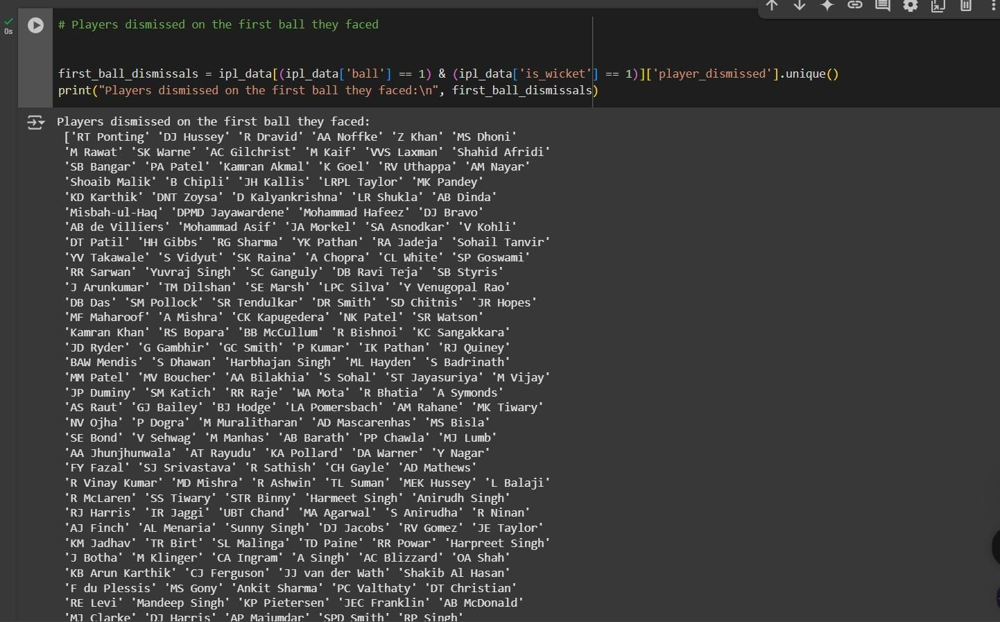 0s
# Players dismissed on the first ball they faced
first_ball_dismissals = ipl_data[(ipl_data['ball'] == 1) & (ipl_data['is_wicket'] == 1)]['player_dismissed'].unique()
print("Players dismissed on the first ball they faced:\n", first_ball_dismissals)
Players dismissed on the first ball they faced:
['RT Ponting' 'DJ Hussey' 'R Dravid' 'AA Noffke' 'Z Khan' 'MS Dhoni'
'M Rawat' 'SK Warne' 'AC Gilchrist' 'M Kaif' 'VVS Laxman' 'Shahid Afridi'
'SB Bangar' 'PA Patel' 'Kamran Akmal' 'K Goel' 'RV Uthappa' 'AM Nayar'
'Shoaib Malik' 'B Chipli' 'JH Kallis' 'LRPL Taylor' 'MK Pandey'
'KD Karthik' 'DNT Zoysa' 'D Kalyankrishna' 'LR Shukla' 'AB Dinda'
'Misbah-ul-Haq' 'DPMD Jayawardene' 'Mohammad Hafeez' 'DJ Bravo'
'AB de Villiers' 'Mohammad Asif' 'JA Morkel' 'SA Asnodkar' 'V Kohli'
'DT Patil' 'HH Gibbs' 'RG Sharma' 'YK Pathan' 'RA Jadeja' 'Sohail Tanvir'
'YV Takawale' 'S Vidyut' 'SK Raina' 'A Chopra' 'CL White' 'SP Goswami'
'RR Sarwan' 'Yuvraj Singh' 'SC Ganguly' 'DB Ravi Teja' 'SB Styris'
'J Arunkumar' 'TM Dilshan' 'SE Marsh' 'LPC Silva' 'Y Venugopal Rao'
'DB Das' 'SM Pollock' 'SR Tendulkar' 'DR Smith' 'SD Chitnis' 'JR Hopes'
'MF Maharoof' 'A Mishra' 'CK Kapugedera' 'NK Patel' 'SR Watson'
'Kamran Khan' 'RS Bopara' 'BB McCullum' 'R Bishnoi' 'KC Sangakkara'
'JD Ryder' 'G Gambhir' 'GC Smith' 'P Kumar' 'IK Pathan' 'RJ Quiney'
'BAW Mendis' 'S Dhawan' 'Harbhajan Singh' 'ML Hayden' 'S Badrinath'
'MM Patel' 'MV Boucher' 'AA Bilakhia' 'S Sohal' 'ST Jayasuriya' 'M Vijay'
'JP Duminy' 'SM Katich' 'RR Raje' 'WA Mota' 'R Bhatia' 'A Symonds'
'AS Raut' 'GJ Bailey' 'BJ Hodge' 'LA Pomersbach' 'AM Rahane' 'MK Tiwary'
'NV Ojha' 'P Dogra' 'M Muralitharan' 'AD Mascarenhas' 'MS Bisla'
'SE Bond' 'V Sehwag' 'M Manhas' 'AB Barath' 'PP Chawla' 'MJ Lumb'
'AA Jhunjhunwala' 'AT Rayudu' 'KA Pollard' 'DA Warner' 'Y Nagar'
'FY Fazal' 'SJ Srivastava' 'R Sathish' 'CH Gayle' 'AD Mathews'
'R Vinay Kumar' 'MD Mishra' 'R Ashwin' 'TL Suman' 'MEK Hussey' 'L Balaji'
'R McLaren' 'SS Tiwary' 'STR Binny' 'Harmeet Singh' 'Anirudh Singh'
'RJ Harris' 'IR Jaggi' 'UBT Chand' 'MA Agarwal' 'S Anirudha' 'R Ninan'
'AJ Finch' 'AL Menaria' 'Sunny Singh' 'DJ Jacobs' 'RV Gomez' 'JE Taylor'
'KM Jadhav' 'TR Birt' 'SL Malinga' 'TD Paine' 'RR Powar' 'Harpreet Singh'
'J Botha' 'M Klinger' 'CA Ingram' 'A Singh' 'AC Blizzard' 'OA Shah'
'KB Arun Karthik' 'CJ Ferguson' 'JJ van der Wath' 'Shakib Al Hasan'
'F du Plessis' 'MS Gony' 'Ankit Sharma' 'PC Valthaty' 'DT Christian'
'RE Levi' 'Mandeep Singh' 'KP Pietersen' 'JEC Franklin' 'AB McDonald'
'MJ Clarke' 'DJ Harris' 'AP Majumdar' 'SPD Smith' 'RP Singh'